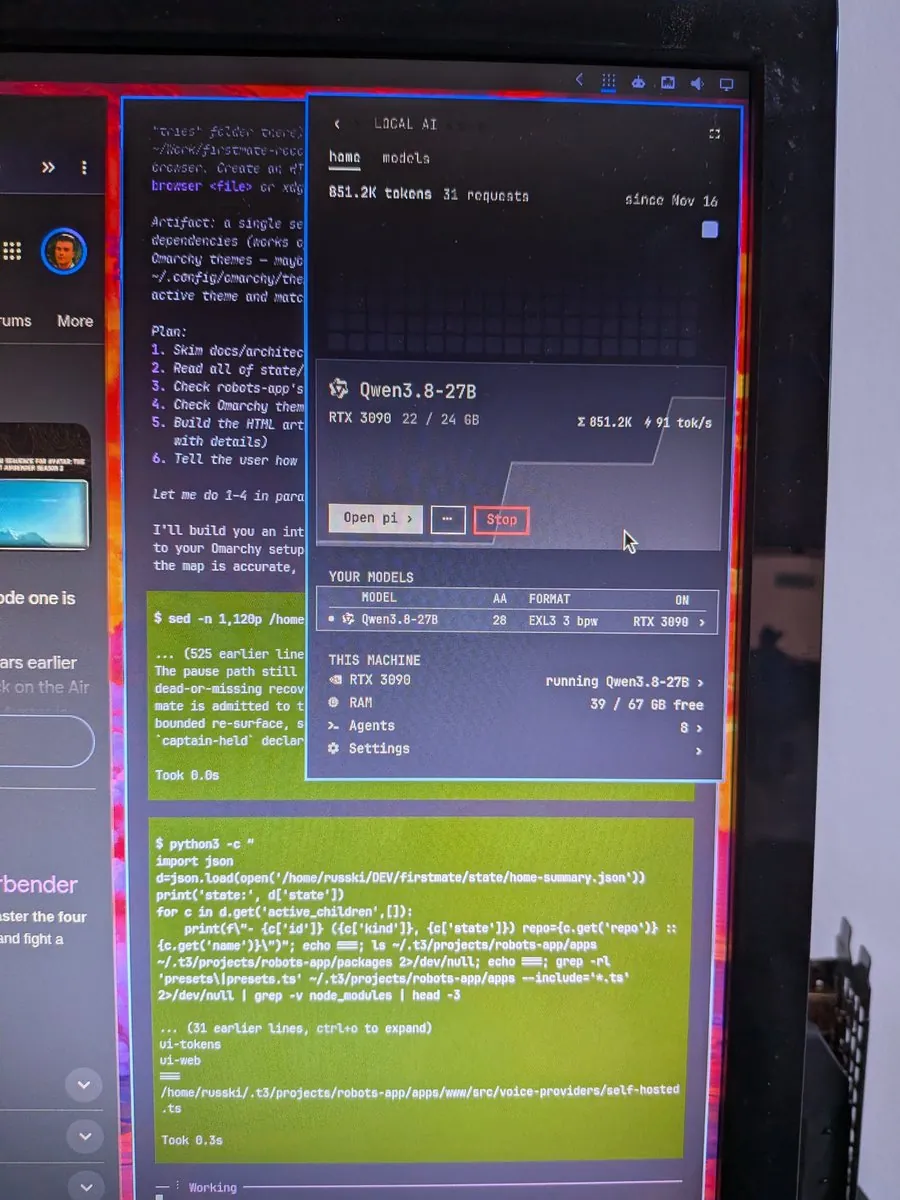 rums
More
ode one is
ars earlier
ck on the Air
rbender
aster the four
and fight a
"tries" folder there)
browser. Create an
browser <file> or xdg
Artifact: a single se
dependencies (works o
Omarchy themes — mayb
~/.config/omarchy/the
active theme and matc
Plan:
1. Skim docs/architec
2. Read all of state/
3. Check robots-app's
4. Check Omarchy them
5. Build the HTML art
with details)
6. Tell the user how
Let me do 1-4 in para
I'll build you an int
to your Omarchy setup
the map is accurate,
$ sed -n 1,120p /home
... (525 earlier line
The pause path still
dead-or-missing recov
mate is admitted to t
bounded re-surface, s
`captain-held` declar
Took 0.0s
‹ LOCAL AI
home models
851.2K tokens 31 requests
since Nov 16
Qwen3.8-27B
RTX 3090 22 / 24 GB
Σ 851.2K ϟ 91 tok/s
Open pi ›
...
Stop
YOUR MODELS
MODEL AA FORMAT ON
Qwen3.8-27B 28 EXL3 3 bpw RTX 3090 ›
THIS MACHINE
RTX 3090 running Qwen3.8-27B ›
RAM 39 / 67 GB free
Agents 8 ›
Settings ›
$ python3 -c "
import json
d=json.load(open('/home/russki/DEV/firstmate/state/home-summary.json'))
print('state:', d['state'])
for c in d.get('active_children',[]):
print(f\"- {c['id']} ({c['kind']}, {c['state']}) repo={c.get('repo')} ::
{c.get('name')}\")"; echo ===; ls ~/.t3/projects/robots-app/apps
~/.t3/projects/robots-app/packages 2>/dev/null; echo ===; grep -rl
'presets\|presets.ts' ~/.t3/projects/robots-app/apps --include='*.ts'
2>/dev/null | grep -v node_modules | head -3
... (31 earlier lines, ctrl+o to expand)
ui-tokens
ui-web
===
/home/russki/.t3/projects/robots-app/apps/www/src/voice-providers/self-hosted
.ts
Took 0.3s
Working